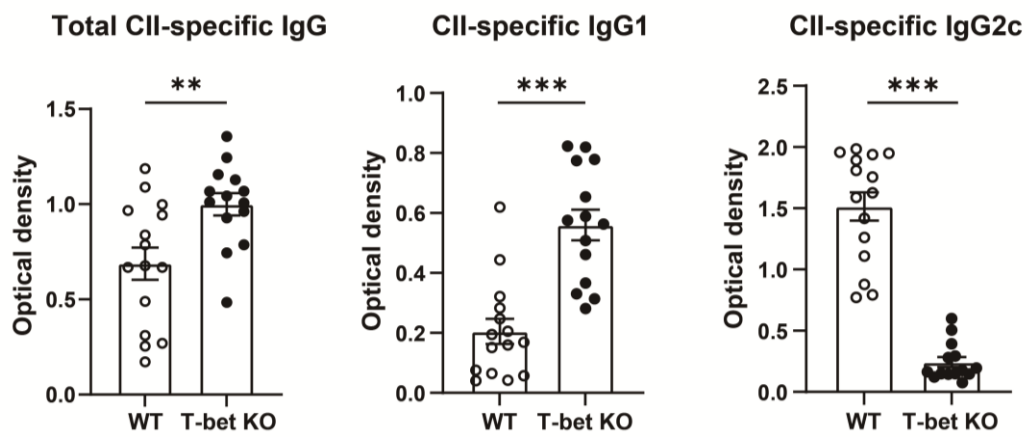 Total CII-specific IgG
**
1.5
1.0
0.5
0.0
Optical density
WT T-bet KO
CII-specific IgG1
***
1.0
0.8
0.6
0.4
0.2
0.0
Optical density
WT T-bet KO
CII-specific IgG2c
***
2.5
2.0
1.5
1.0
0.5
0.0
Optical density
WT T-bet KO